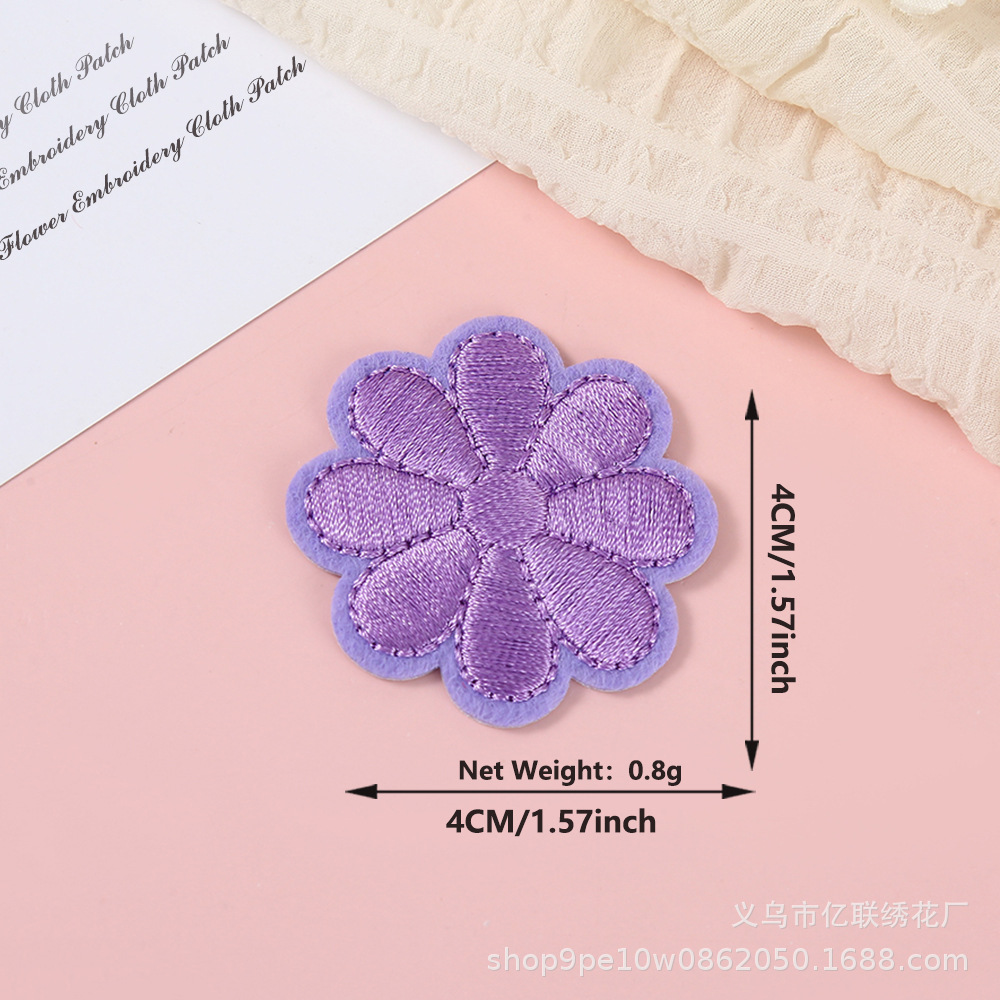 y Cloth Patch
Embroidery Cloth Patch
Flower Embroidery Cloth Patch
4CM/1.57inch
Net Weight：0.8g
4CM/1.57inch
义乌市亿联绣花厂
shop9pe10w0862050.1688.com